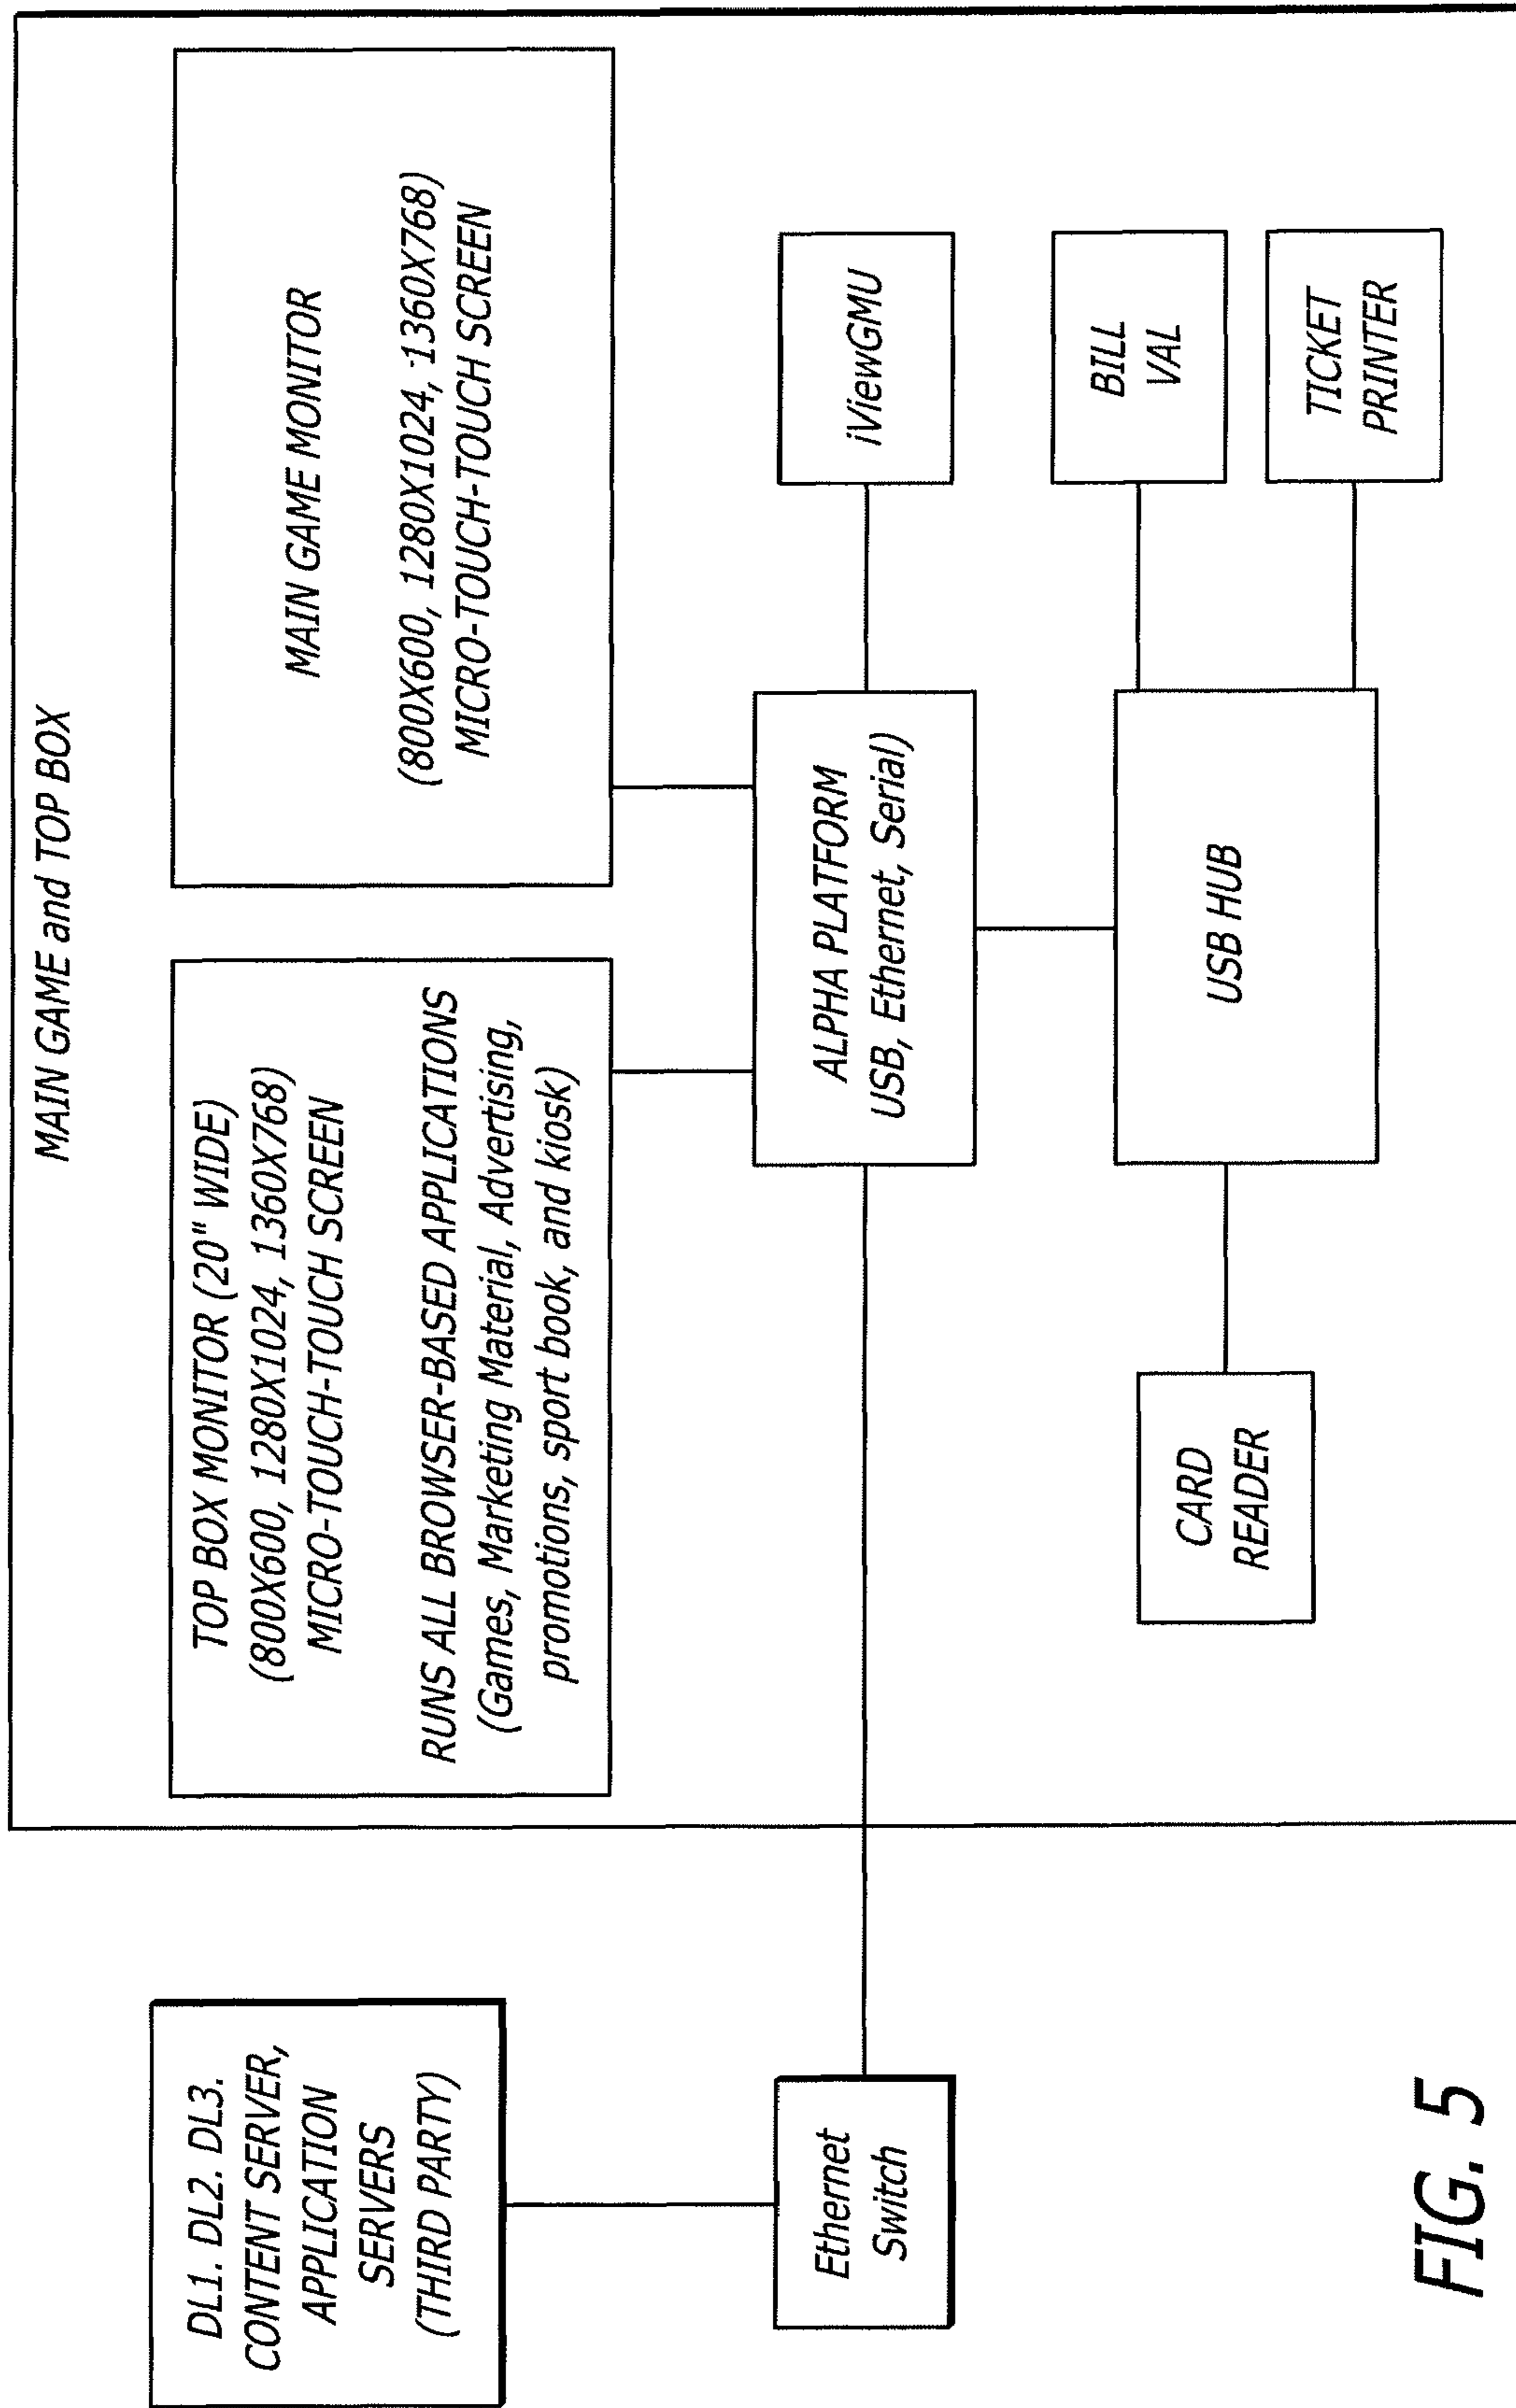 MAIN GAME and TOP BOX
DL1. DL2. DL3.
CONTENT SERVER,
APPLICATION
SERVERS
(THIRD PARTY)
TOP BOX MONITOR (20" WIDE)
(800X600, 1280X1024, 1360X768)
MICRO-TOUCH-TOUCH SCREEN
RUNS ALL BROWSER-BASED APPLICATIONS
(Games, Marketing Material, Advertising,
promotions, sport book, and kiosk)
MAIN GAME MONITOR
(800X600, 1280X1024, 1360X768)
MICRO-TOUCH-TOUCH SCREEN
Ethernet
Switch
ALPHA PLATFORM
USB, Ethernet, Serial)
iViewGMU
CARD
READER
USB HUB
BILL
VAL
TICKET
PRINTER
FIG. 5